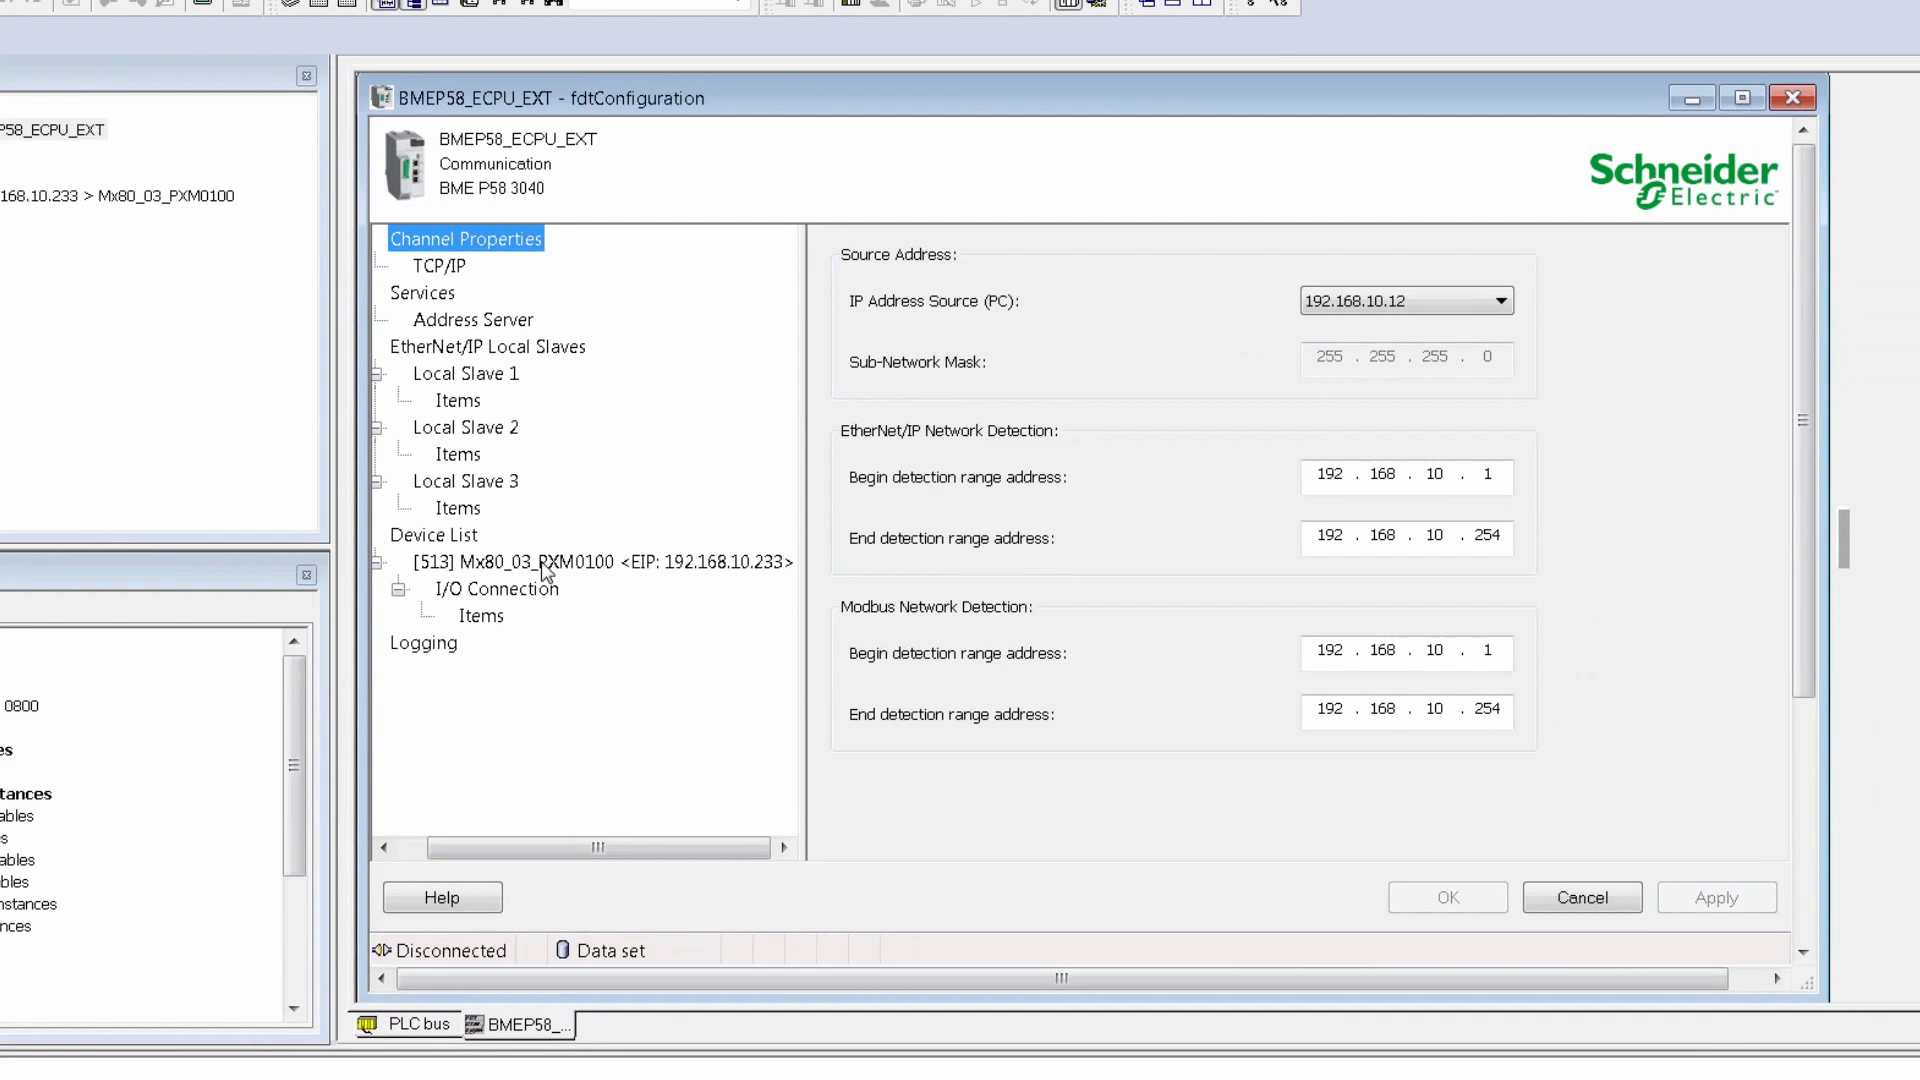 P58_ECPU_EXT
168.10.233 > Mx80_03_PXM0100
0800
es
tances
ables
s
ables
bles
nstances
nces
BMEP58_ECPU_EXT - fdtConfiguration
BMEP58_ECPU_EXT
Communication
BME P58 3040
Schneider
Electric
Channel Properties
TCP/IP
Services
Address Server
EtherNet/IP Local Slaves
Local Slave 1
Items
Local Slave 2
Items
Local Slave 3
Items
Device List
[513] Mx80_03_PXM0100 <EIP: 192.168.10.233>
I/O Connection
Items
Logging
Source Address:
IP Address Source (PC): 192.168.10.12
Sub-Network Mask: 255 . 255 . 255 . 0
EtherNet/IP Network Detection:
Begin detection range address: 192 . 168 . 10 . 1
End detection range address: 192 . 168 . 10 . 254
Modbus Network Detection:
Begin detection range address: 192 . 168 . 10 . 1
End detection range address: 192 . 168 . 10 . 254
Help OK Cancel Apply
Disconnected Data set
PLC bus BMEP58_...